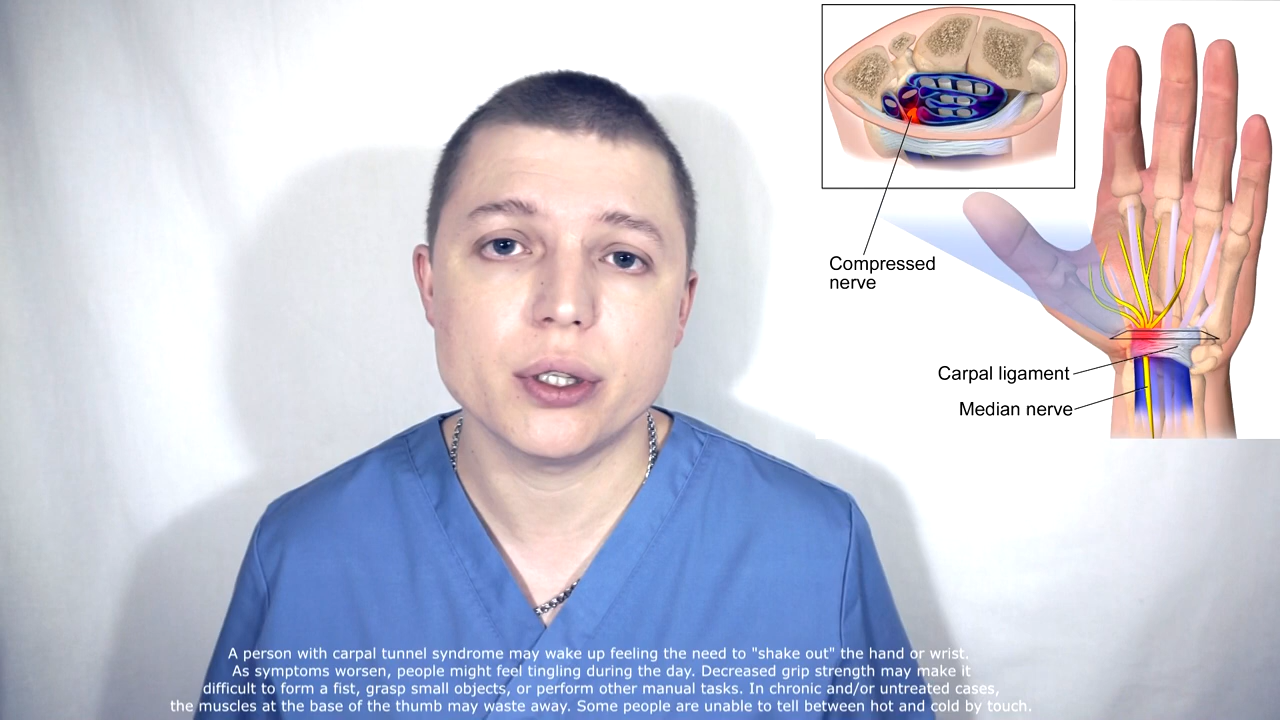 Compressed
nerve
Carpal ligament
Median nerve
A person with carpal tunnel syndrome may wake up feeling the need to "shake out" the hand or wrist.
As symptoms worsen, people might feel tingling during the day. Decreased grip strength may make it
difficult to form a fist, grasp small objects, or perform other manual tasks. In chronic and/or untreated cases,
the muscles at the base of the thumb may waste away. Some people are unable to tell between hot and cold by touch.